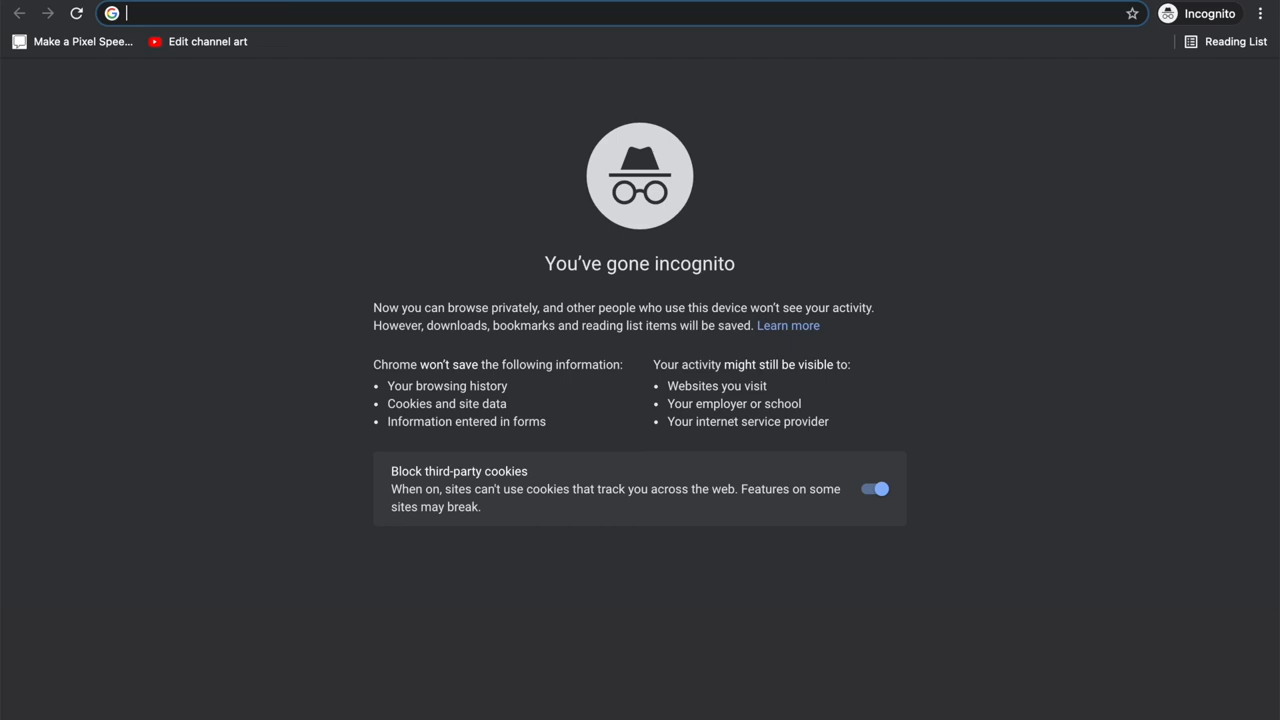 Incognito
Make a Pixel Spee...
Edit channel art
Reading List
You've gone incognito
Now you can browse privately, and other people who use this device won't see your activity.
However, downloads, bookmarks and reading list items will be saved. Learn more
Chrome won't save the following information:
• Your browsing history
• Cookies and site data
• Information entered in forms
Your activity might still be visible to:
• Websites you visit
• Your employer or school
• Your internet service provider
Block third-party cookies
When on, sites can't use cookies that track you across the web. Features on some
sites may break.